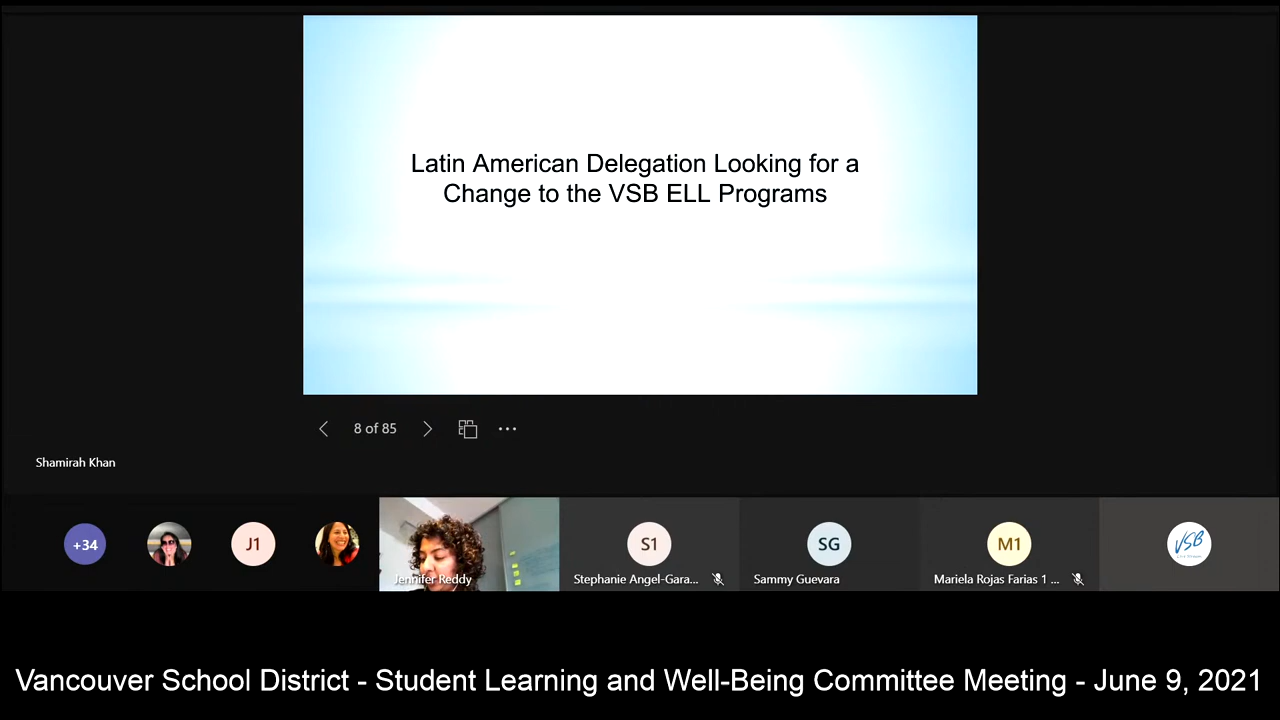 Latin American Delegation Looking for a
Change to the VSB ELL Programs
8 of 85
Shamirah Khan
+34
J1
Jennifer Reddy
S1
Stephanie Angel-Gara...
SG
Sammy Guevara
M1
Mariela Rojas Farias 1 ...
VSB
Vancouver School District - Student Learning and Well-Being Committee Meeting - June 9, 2021